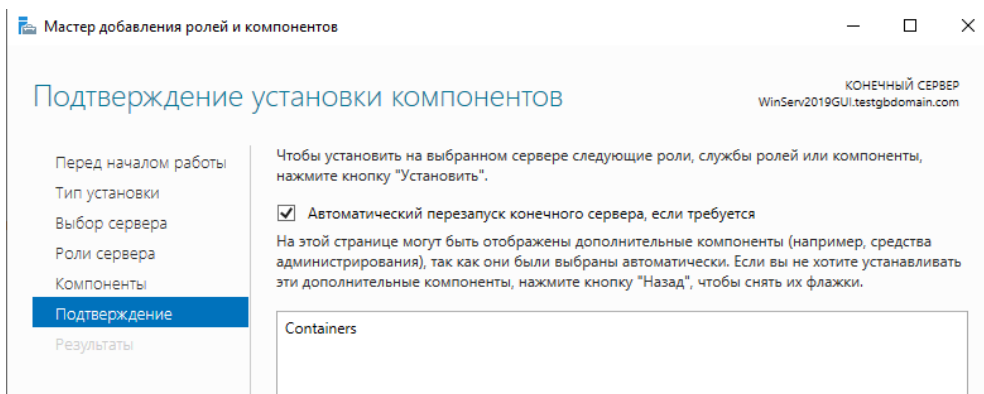 Мастер добавления ролей и компонентов
Подтверждение установки компонентов
КОНЕЧНЫЙ СЕРВЕР
WinServ2019GUI.testgbdomain.com
Перед началом работы
Тип установки
Выбор сервера
Роли сервера
Компоненты
Подтверждение
Результаты
Чтобы установить на выбранном сервере следующие роли, службы ролей или компоненты,
нажмите кнопку "Установить".
Автоматический перезапуск конечного сервера, если требуется
На этой странице могут быть отображены дополнительные компоненты (например, средства
администрирования), так как они были выбраны автоматически. Если вы не хотите устанавливать
эти дополнительные компоненты, нажмите кнопку "Назад", чтобы снять их флажки.
Containers